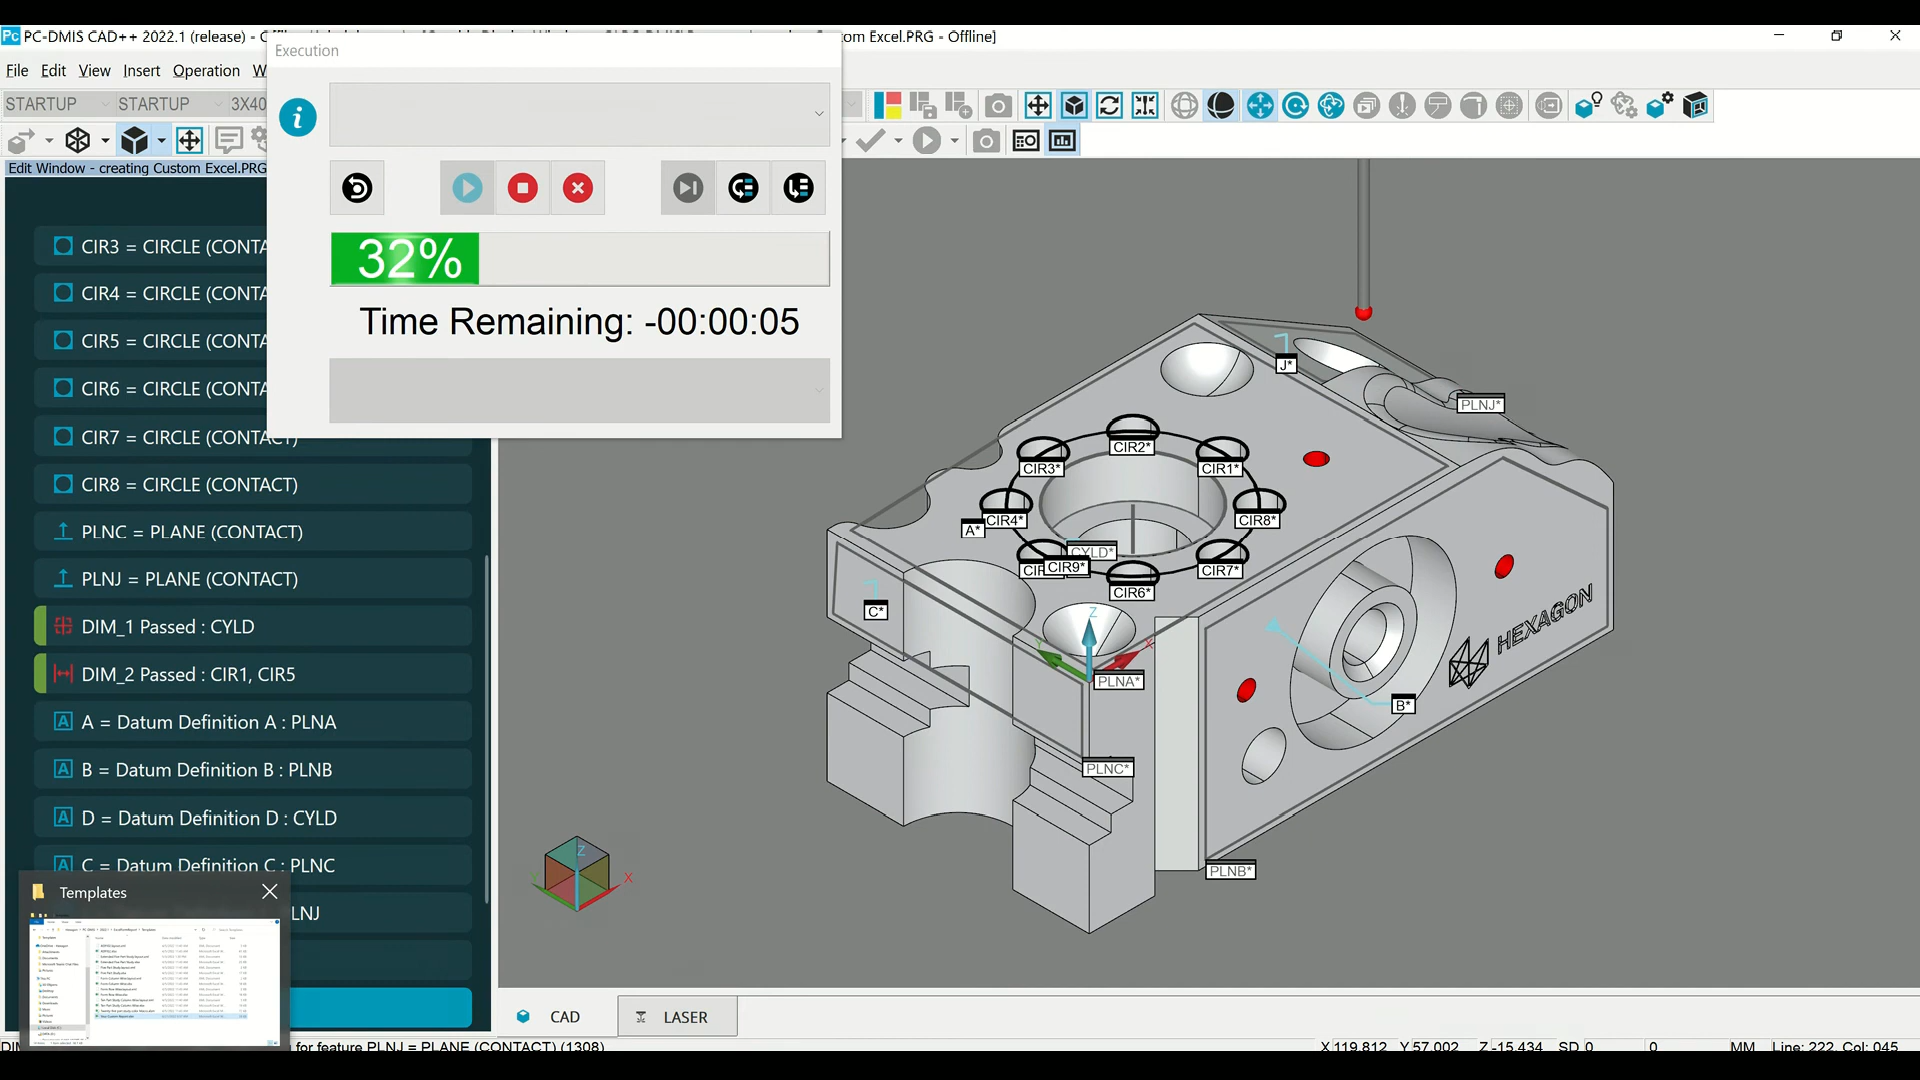 PC-DMIS CAD++ 2022.1 (release) -
om Excel.PRG - Offline]
Execution
File Edit View Insert Operation
STARTUP STARTUP 3X40
Edit Window - creating Custom Excel.PRG
32%
Time Remaining: -00:00:05
CIR3 = CIRCLE (CONTA
CIR4 = CIRCLE (CONTA
CIR5 = CIRCLE (CONTA
CIR6 = CIRCLE (CONTA
CIR7 = CIRCLE (CONTACT)
CIR8 = CIRCLE (CONTACT)
PLNC = PLANE (CONTACT)
PLNJ = PLANE (CONTACT)
DIM_1 Passed : CYLD
DIM_2 Passed : CIR1, CIR5
A = Datum Definition A : PLNA
B = Datum Definition B : PLNB
D = Datum Definition D : CYLD
C = Datum Definition C : PLNC
LNJ
Templates
J*
PLNJ*
CIR2*
CIR3*
CIR1*
CIR4*
CIR8*
A*
CYLD*
CIR
CIR9*
CIR7*
CIR6*
C*
Z
Y
X
PLNA*
B*
HEXAGON
PLNC*
PLNB*
Z
Y
X
CAD
LASER
for feature PLNJ = PLANE (CONTACT) (1308)
X 119.812 Y 57.002 Z -15.434 SD 0 0 MM Line: 222, Col: 045